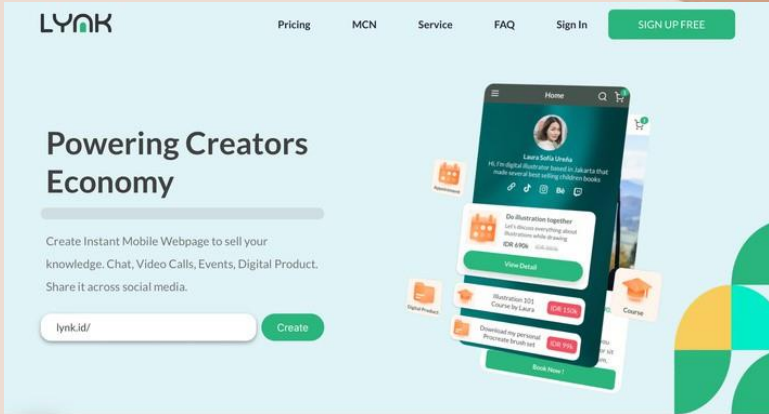 LYNK
Pricing
MCN
Service
FAQ
Sign In
SIGN UP FREE
Powering Creators
Economy
Create Instant Mobile Webpage to sell your
knowledge. Chat, Video Calls, Events, Digital Product.
Share it across social media.
lynk.id/
Create
Home
Laura Sofia Ureña
Hi, I'm digital illustrator based in Jakarta that
made several best selling children books
Appointment
Do illustration together
Let's discuss everything about
illustrations while drawing
IDR 690k
View Detail
Illustration 101
Course by Laura
IDR 150k
Digital Product
Download my personal
Procreate brush set
IDR 99k
Course
Book Now !